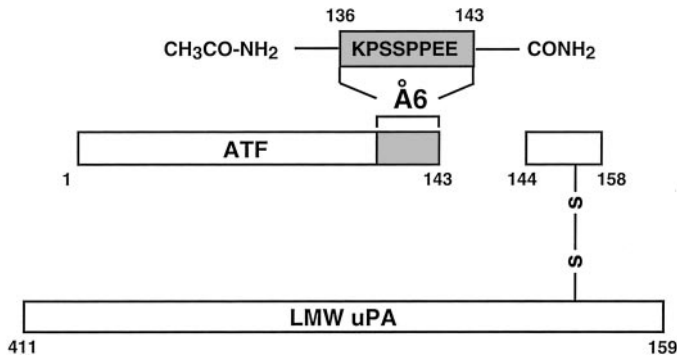 136 143
CH3CO-NH2 KPSSPPEE CONH2
Å6
ATF
1 143 144 158
S
S
LMW uPA
411 159